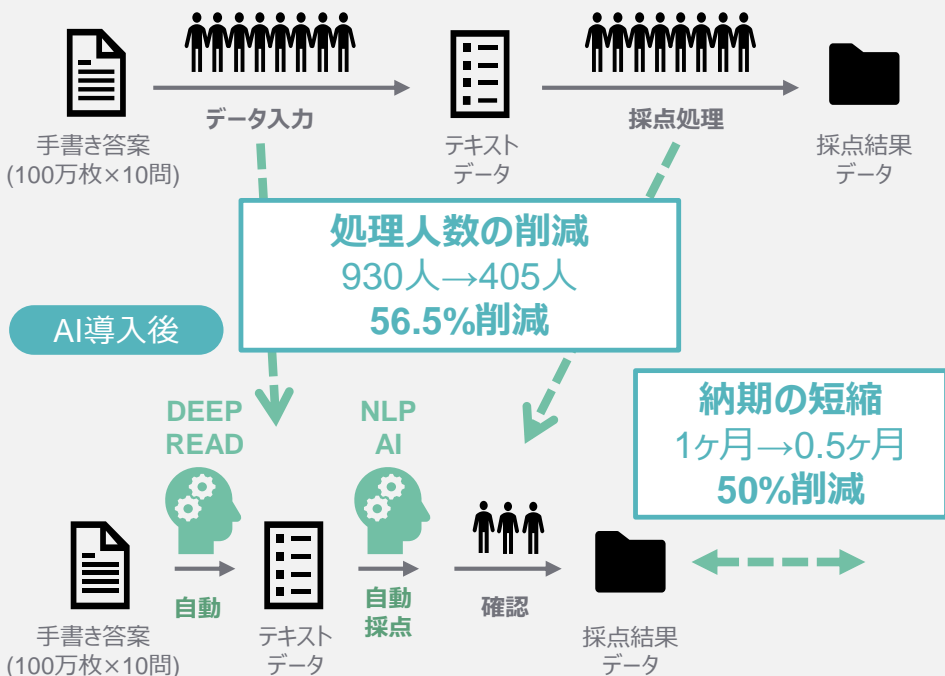 データ入力
採点処理
手書き答案
(100万枚×10問)
テキスト
データ
採点結果
データ
処理人数の削減
930人→405人
56.5%削減
AI導入後
納期の短縮
1ヶ月→0.5ヶ月
50%削減
DEEP
READ
NLP
AI
自動
自動
採点
確認
手書き答案
(100万枚×10問)
テキスト
データ
採点結果
データ